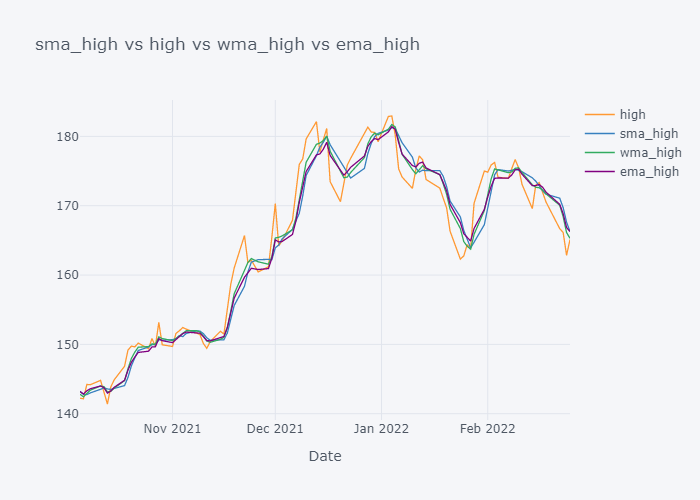 sma_high vs high vs wma_high vs ema_high
high
sma_high
wma_high
ema_high
180
170
160
150
140
Nov 2021
Dec 2021
Jan 2022
Feb 2022
Date